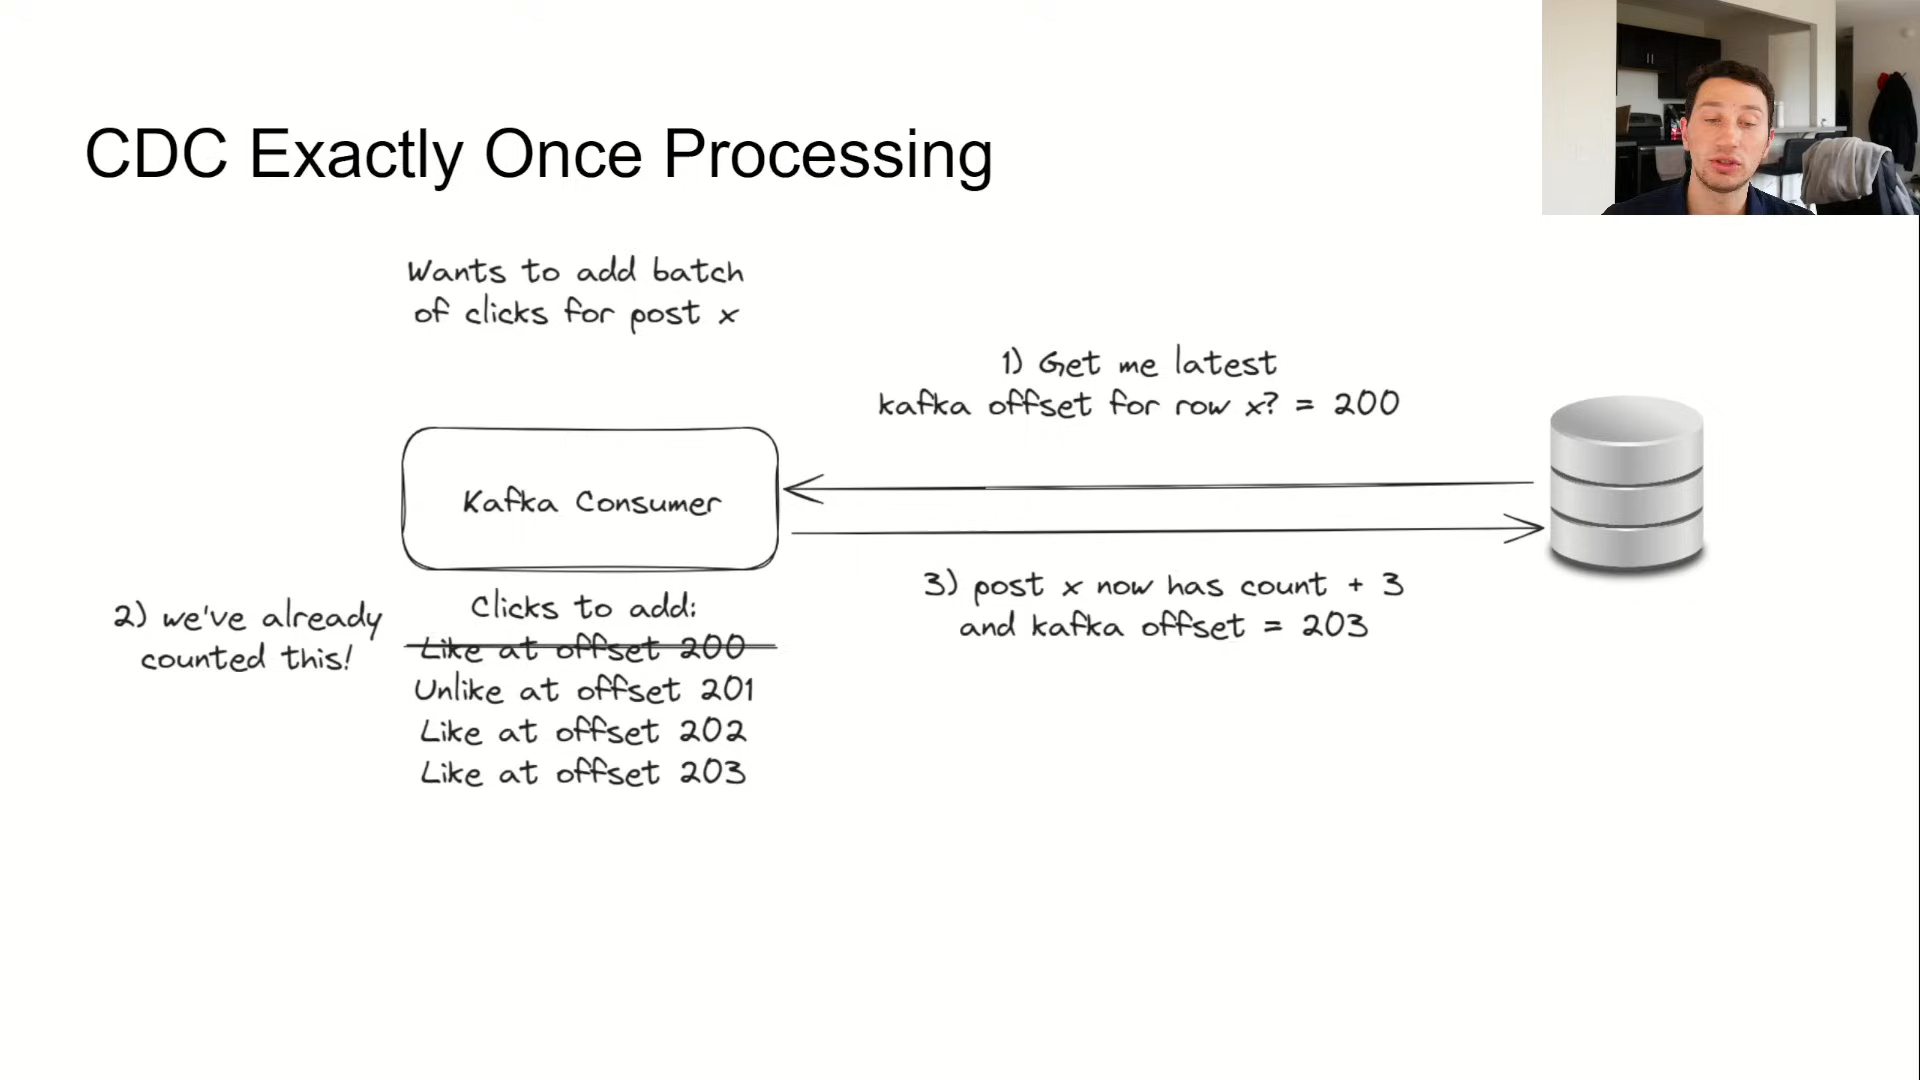 CDC Exactly Once Processing
Wants to add batch
of clicks for post x
1) Get me latest
kafka offset for row x? = 200
Kafka Consumer
3) post x now has count + 3
and kafka offset = 203
2) we've already
counted this!
Clicks to add:
Like at offset 200
Unlike at offset 201
Like at offset 202
Like at offset 203